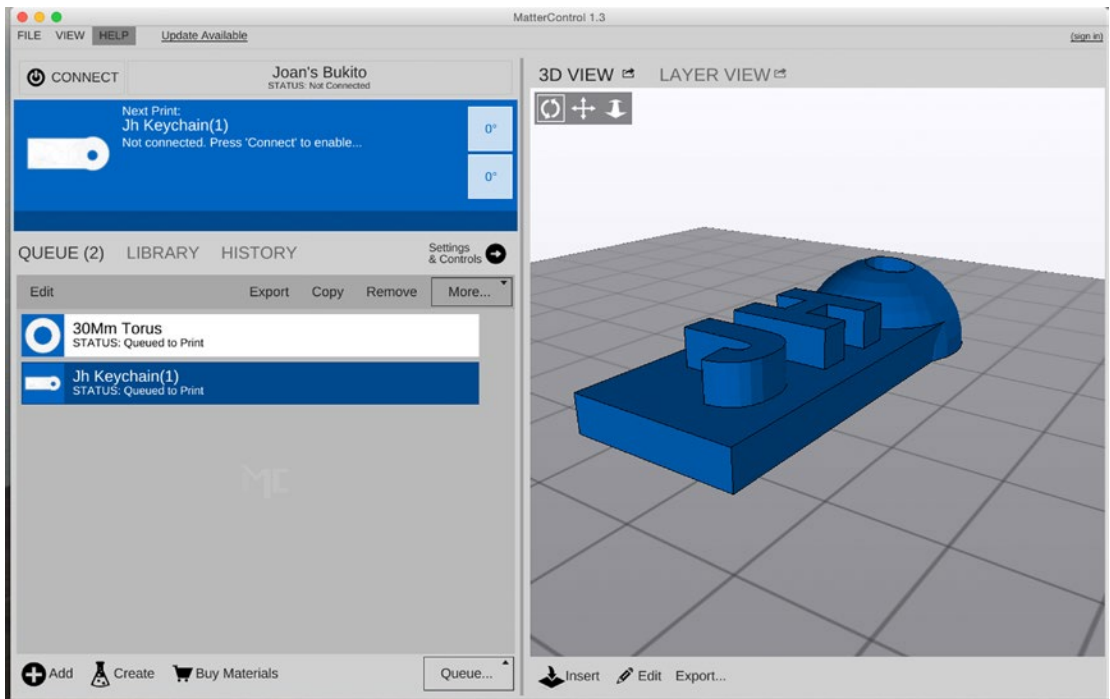 MatterControl 1.3
FILE VIEW HELP Update Available
(sign in)
CONNECT
Joan's Bukito
STATUS: Not Connected
Next Print:
Jh Keychain(1)
Not connected. Press 'Connect' to enable...
0°
0°
QUEUE (2) LIBRARY HISTORY
Settings
& Controls
Edit Export Copy Remove More...
30Mm Torus
STATUS: Queued to Print
Jh Keychain(1)
STATUS: Queued to Print
MC
Add Create Buy Materials Queue...
3D VIEW LAYER VIEW
JH
Insert Edit Export...